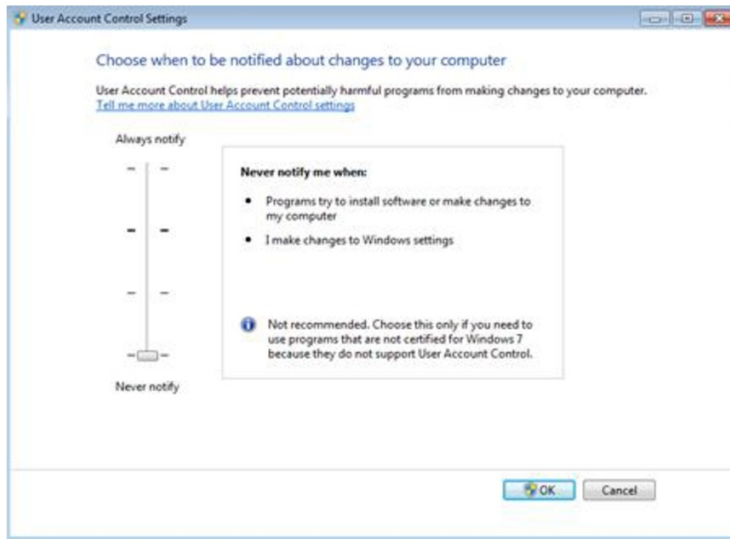 User Account Control Settings
Choose when to be notified about changes to your computer
User Account Control helps prevent potentially harmful programs from making changes to your computer.
Tell me more about User Account Control settings
Always notify
Never notify me when:
• Programs try to install software or make changes to
my computer
• I make changes to Windows settings
Not recommended. Choose this only if you need to
use programs that are not certified for Windows 7
because they do not support User Account Control.
Never notify
OK
Cancel